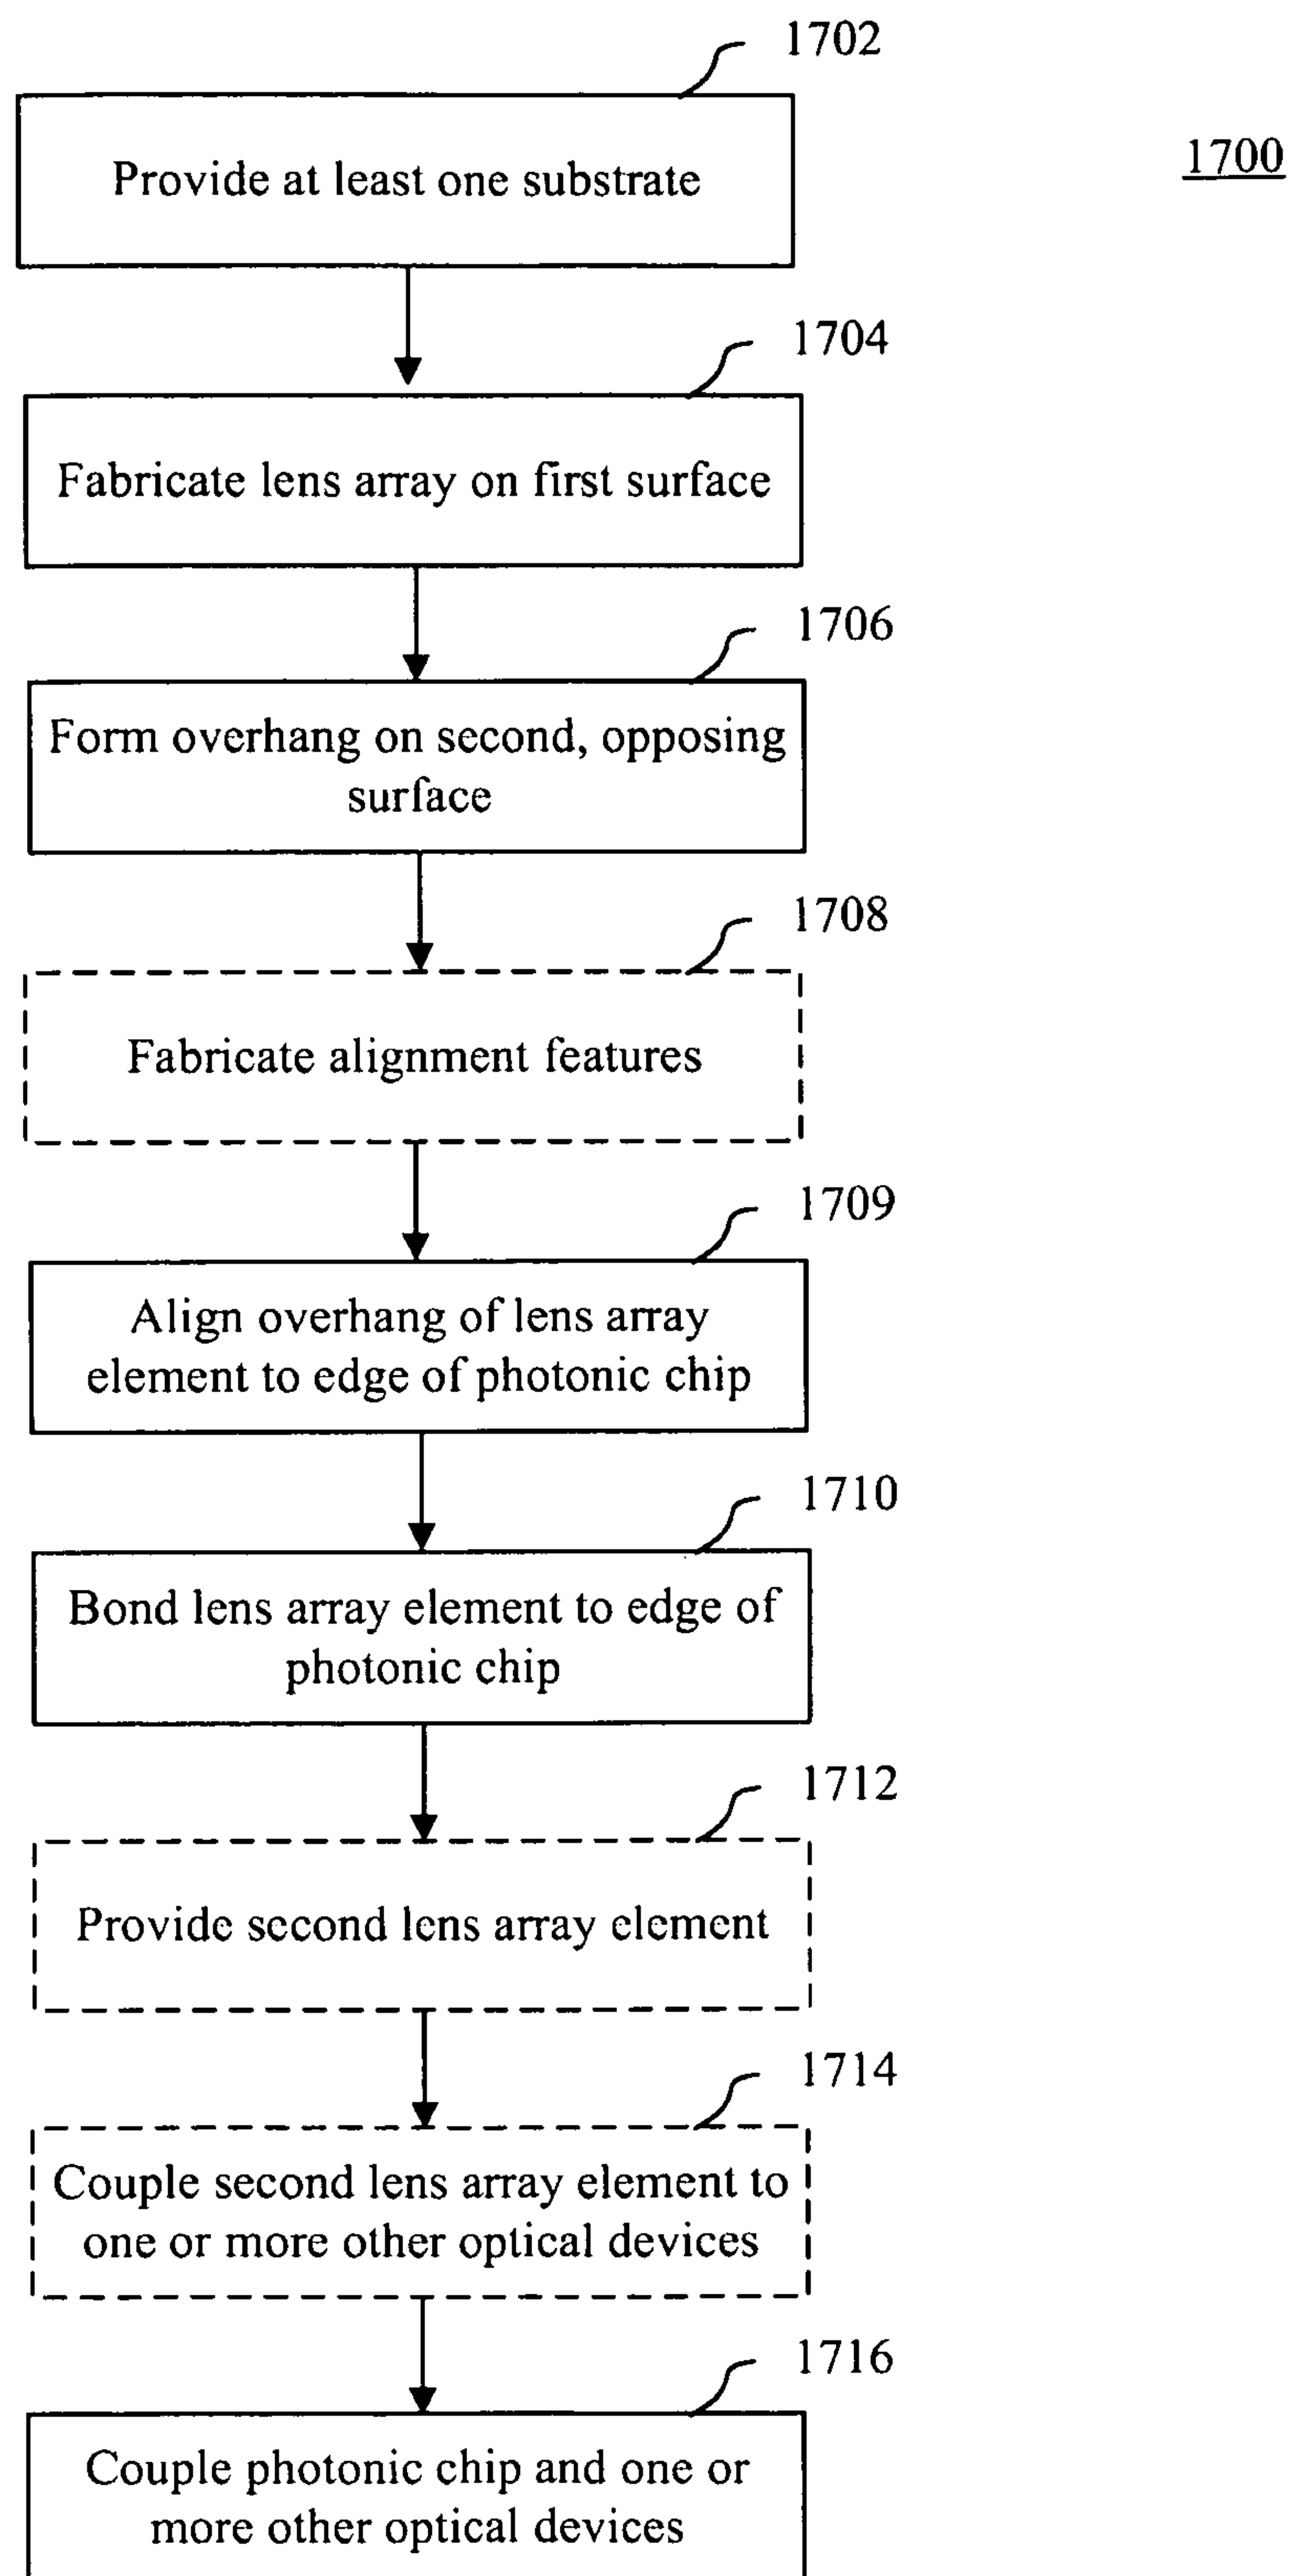 1702
1700
Provide at least one substrate
1704
Fabricate lens array on first surface
1706
Form overhang on second, opposing
surface
1708
Fabricate alignment features
1709
Align overhang of lens array
element to edge of photonic chip
1710
Bond lens array element to edge of
photonic chip
1712
Provide second lens array element
1714
Couple second lens array element to
one or more other optical devices
1716
Couple photonic chip and one or
more other optical devices